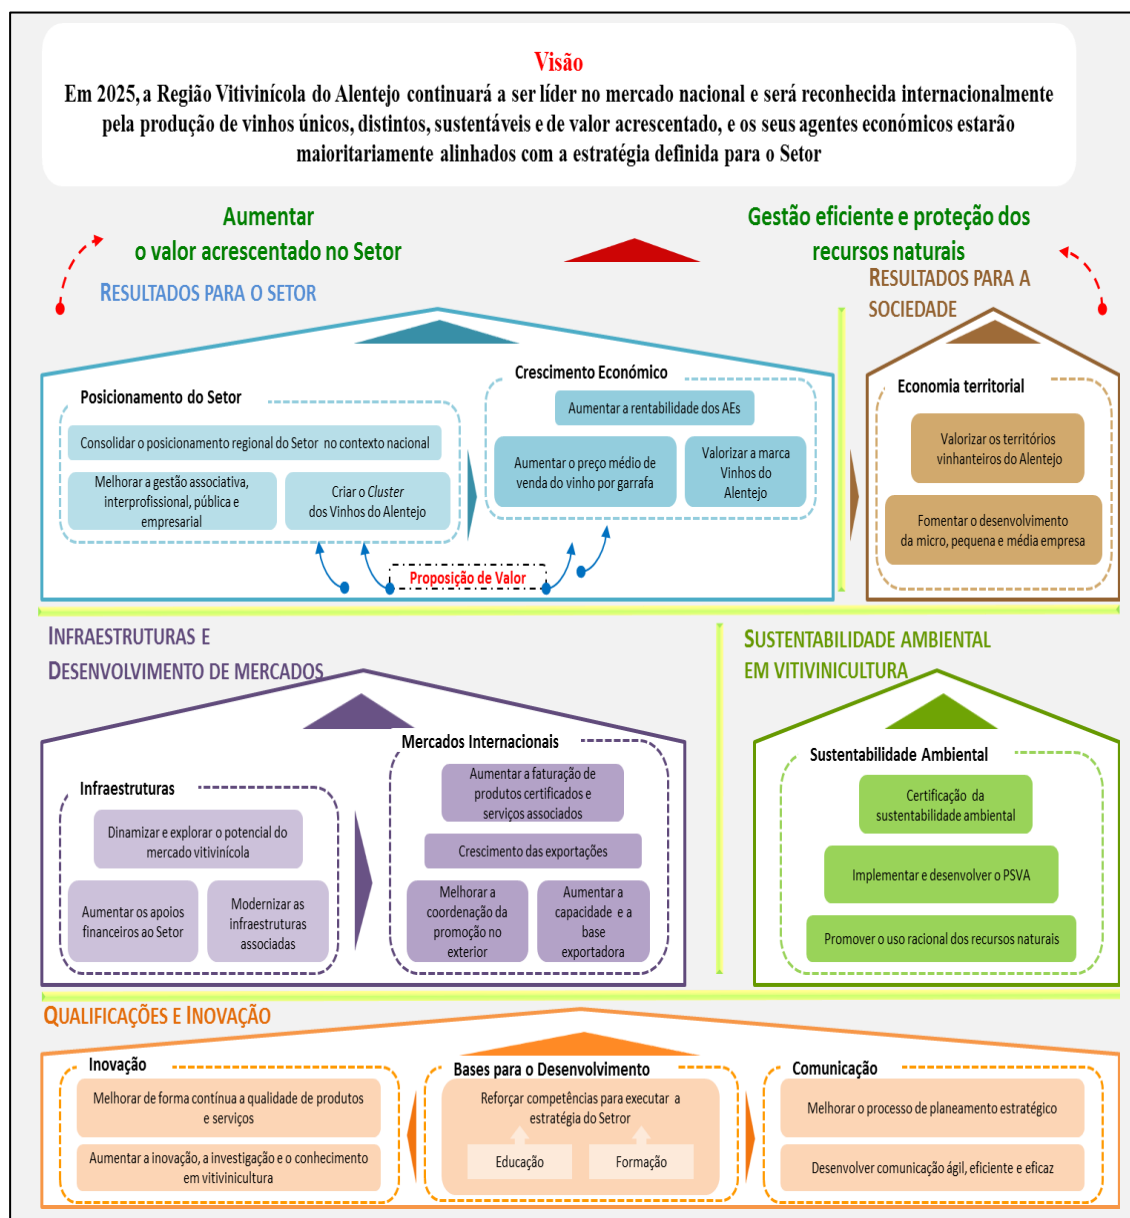 Visão
Em 2025, a Região Vitivinícola do Alentejo continuará a ser líder no mercado nacional e será reconhecida internacionalmente
pela produção de vinhos únicos, distintos, sustentáveis e de valor acrescentado, e os seus agentes económicos estarão
maioritariamente alinhados com a estratégia definida para o Setor
Aumentar
o valor acrescentado no Setor
Gestão eficiente e proteção dos
recursos naturais
RESULTADOS PARA O SETOR
RESULTADOS PARA A
SOCIEDADE
Posicionamento do Setor
Consolidar o posicionamento regional do Setor no contexto nacional
Melhorar a gestão associativa,
interprofissional, pública e
empresarial
Criar o Cluster
dos Vinhos do Alentejo
Crescimento Económico
Aumentar a rentabilidade dos AEs
Aumentar o preço médio de
venda do vinho por garrafa
Valorizar a marca
Vinhos do
Alentejo
Proposição de Valor
Economia territorial
Valorizar os territórios
vinhanteiros do Alentejo
Fomentar o desenvolvimento
da micro, pequena e média empresa
INFRAESTRUTURAS E
DESENVOLVIMENTO DE MERCADOS
SUSTENTABILIDADE AMBIENTAL
EM VITIVINICULTURA
Infraestruturas
Dinamizar e explorar o potencial do
mercado vitivinícola
Aumentar os apoios
financeiros ao Setor
Modernizar as
infraestruturas
associadas
Mercados Internacionais
Aumentar a faturação de
produtos certificados e
serviços associados
Crescimento das exportações
Melhorar a
coordenação da
promoção no
exterior
Aumentar a
capacidade e a
base
exportadora
Sustentabilidade Ambiental
Certificação da
sustentabilidade ambiental
Implementar e desenvolver o PSVA
Promover o uso racional dos recursos naturais
QUALIFICAÇÕES E INOVAÇÃO
Inovação
Melhorar de forma contínua a qualidade de produtos
e serviços
Aumentar a inovação, a investigação e o conhecimento
em vitivinicultura
Bases para o Desenvolvimento
Reforçar competências para executar a
estratégia do Setror
Educação
Formação
Comunicação
Melhorar o processo de planeamento estratégico
Desenvolver comunicação ágil, eficiente e eficaz